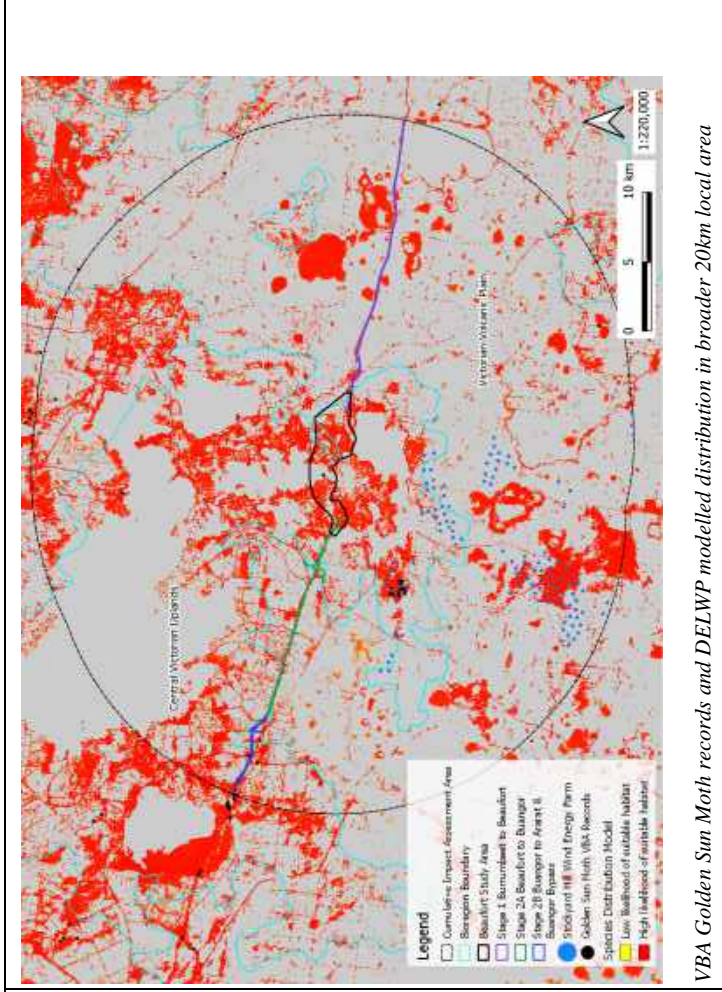 Central Victorian Uplands
Victorian Volcanic Plain
Legend
Cumulative Impact Assessment Area
Bioregion Boundary
Beaufort Study Area
Stage 1 Burrumbeet to Beaufort
Stage 2A Beaufort to Buangor
Stage 2B Buangor to Ararat &
Buangor Bypass
Stockyard Hill Wind Energy Farm
Golden Sun Moth VBA Records
Species Distribution Model
Low likelihood of suitable habitat
High likelihood of suitable habitat
0 5 10 km
1:220,000
VBA Golden Sun Moth records and DELWP modelled distribution in broader 20km local area